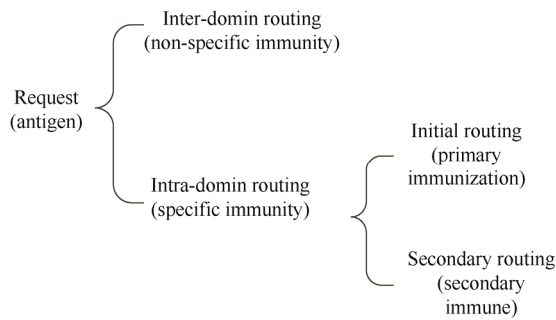 Inter-domin routing
(non-specific immunity)
Request
(antigen)
Intra-domin routing
(specific immunity)
Initial routing
(primary
immunization)
Secondary routing
(secondary
immune)